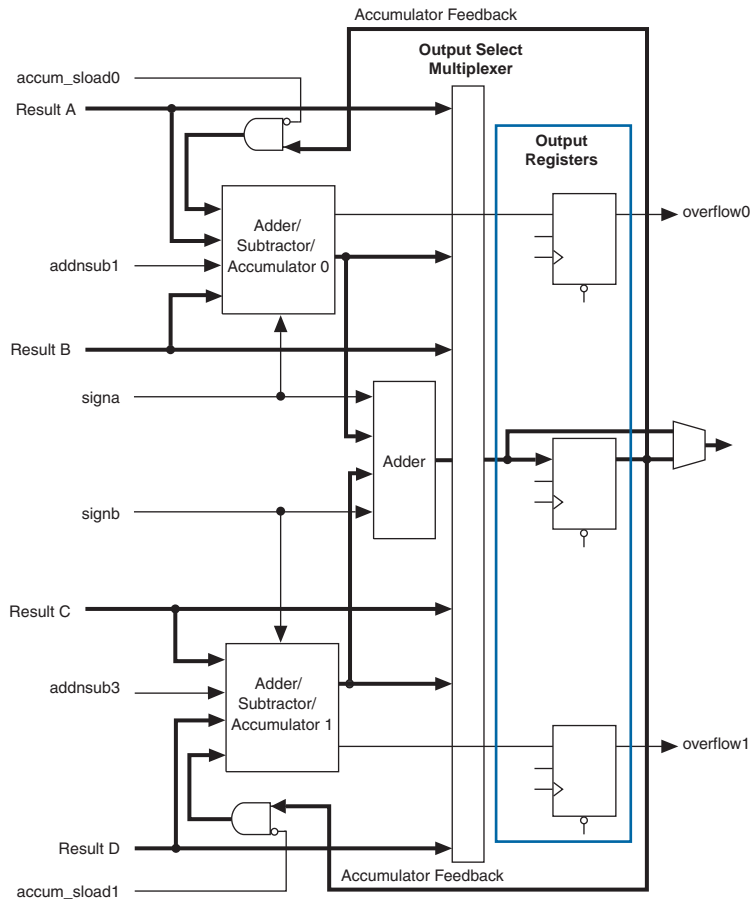 Accumulator Feedback
Output Select
Multiplexer
accum_sload0
Result A
Output
Registers
overflow0
Adder/
Subtractor/
Accumulator 0
addnsub1
Result B
signa
Adder
signb
Result C
Adder/
Subtractor/
Accumulator 1
addnsub3
overflow1
Result D
Accumulator Feedback
accum_sload1